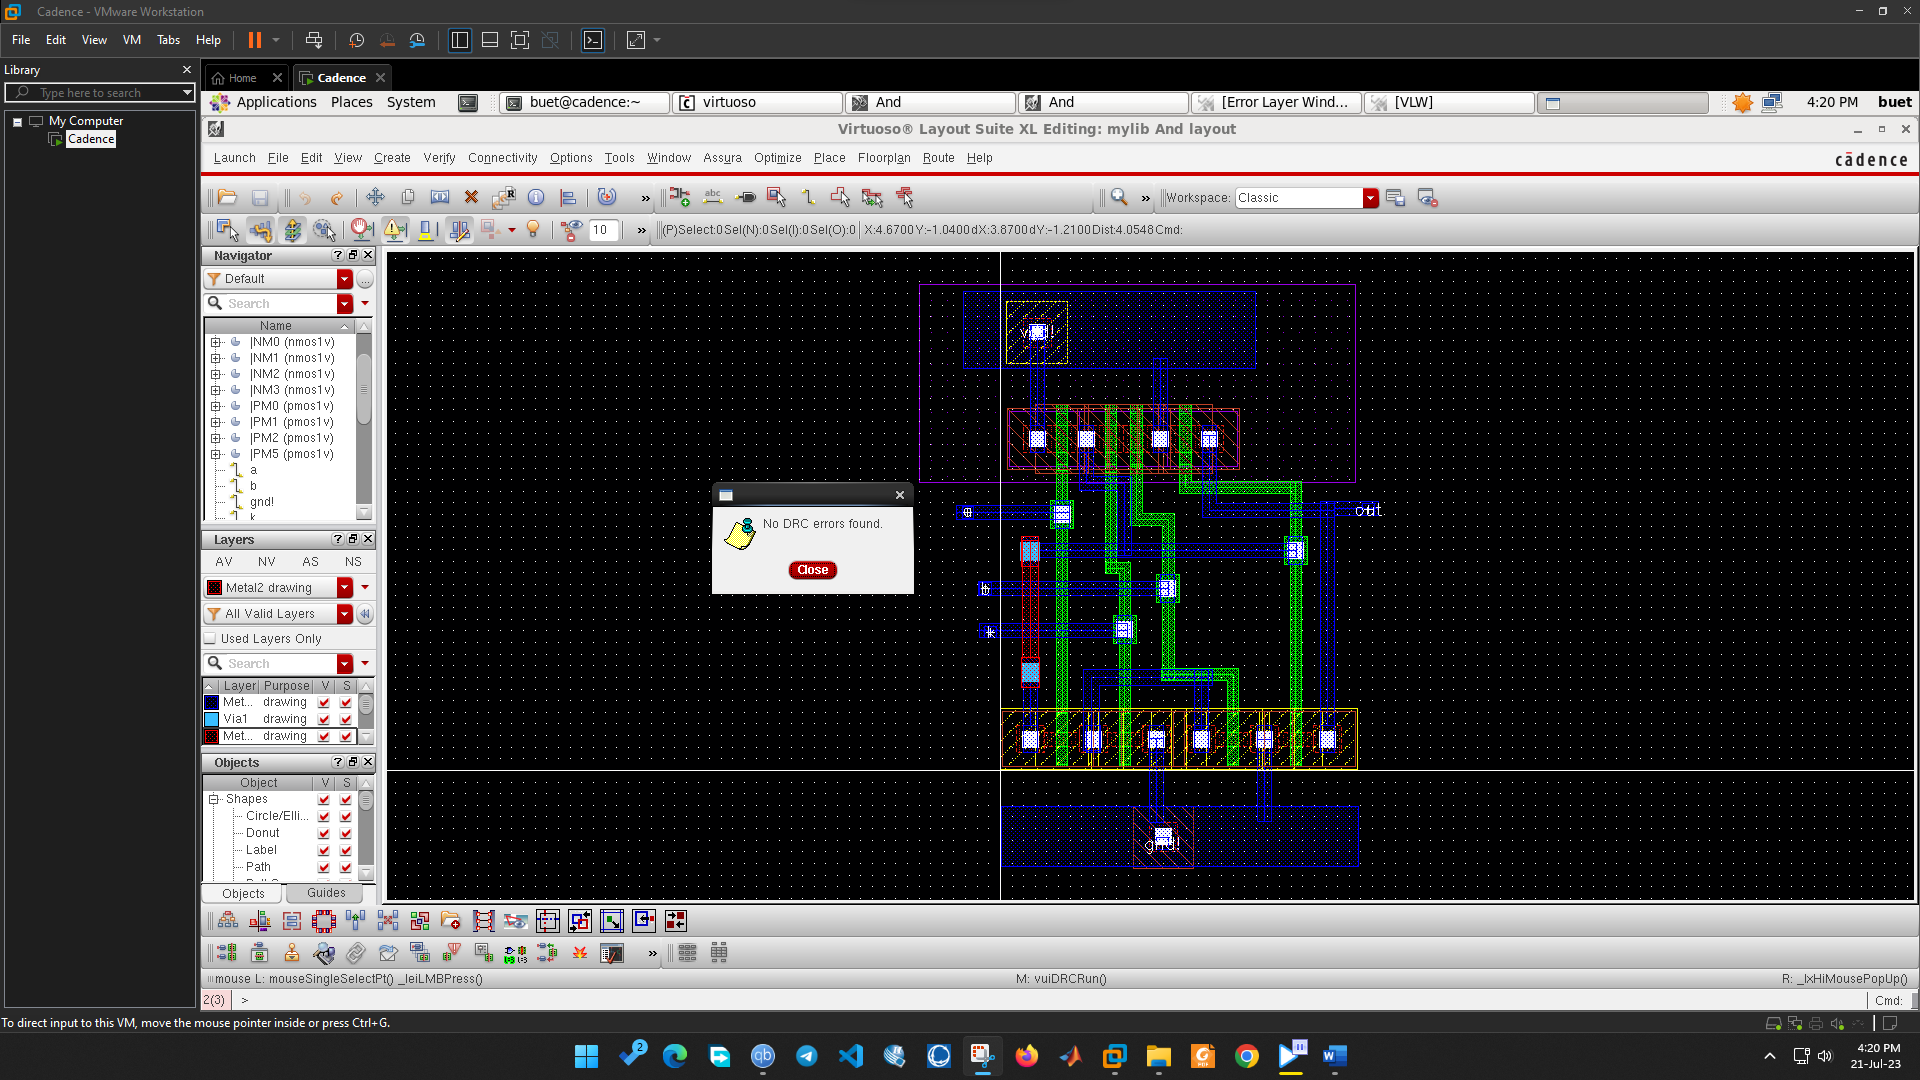 Cadence - VMware Workstation
File Edit View VM Tabs Help
Library
Type here to search
My Computer
Cadence
Home
Cadence
Applications Places System
buet@cadence:~
virtuoso
And
And
[Error Layer Wind...
[VLW]
4:20 PM buet
Virtuoso® Layout Suite XL Editing: mylib And layout
Launch File Edit View Create Verify Connectivity Options Tools Window Assura Optimize Place Floorplan Route Help
cādence
abc
Workspace: Classic
10
(P)Select:0 Sel(N):0 Sel(I):0 Sel(O):0 X:4.6700 Y:-1.0400 dX:3.8700 dY:-1.2100 Dist:4.0548 Cmd:
Navigator
Default
Search
Name
|NM0 (nmos1v)
|NM1 (nmos1v)
|NM2 (nmos1v)
|NM3 (nmos1v)
|PM0 (pmos1v)
|PM1 (pmos1v)
|PM2 (pmos1v)
|PM5 (pmos1v)
a
b
gnd!
k
Layers
AV NV AS NS
Metal2 drawing
All Valid Layers
Used Layers Only
Search
Layer Purpose V S
Met... drawing
Via1 drawing
Met... drawing
Objects
Object V S
Shapes
Circle/Elli...
Donut
Label
Path
Objects Guides
No DRC errors found.
Close
out
b
k
gnd!
mouse L: mouseSingleSelectPt() _leiLMBPress()
M: vuiDRCRun()
R: _lxHiMousePopUp()
2(3) >
Cmd:
To direct input to this VM, move the mouse pointer inside or press Ctrl+G.
2
4:20 PM
21-Jul-23